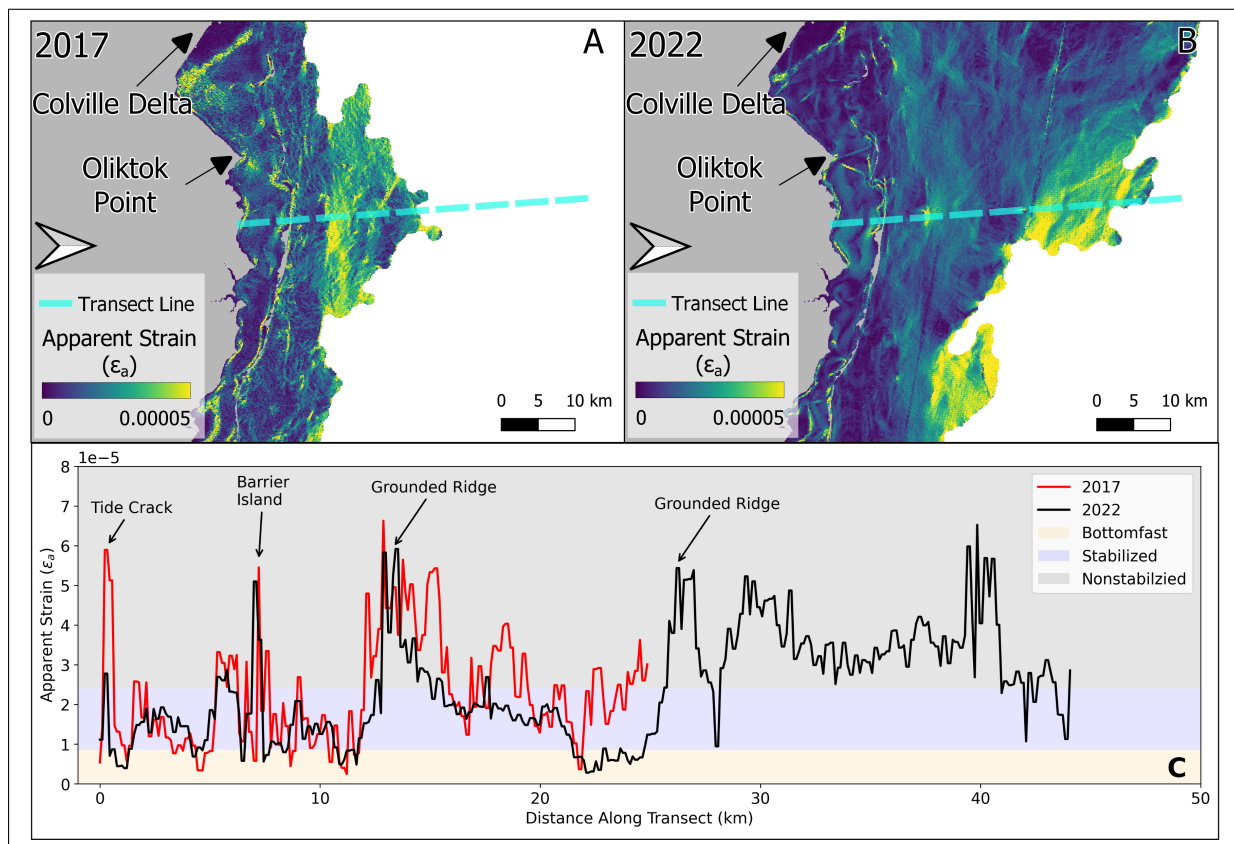 2017
A
Colville Delta
Oliktok
Point
Transect Line
Apparent Strain
(εₐ)
0 0.00005
0 5 10 km
2022
B
Colville Delta
Oliktok
Point
Transect Line
Apparent Strain
(εₐ)
0 0.00005
0 5 10 km
1e−5
8
7
6
5
4
3
2
1
0
Apparent Strain (εₐ)
Tide Crack
Barrier
Island
Grounded Ridge
Grounded Ridge
2017
2022
Bottomfast
Stabilized
Nonstabilzied
C
0 10 20 30 40 50
Distance Along Transect (km)